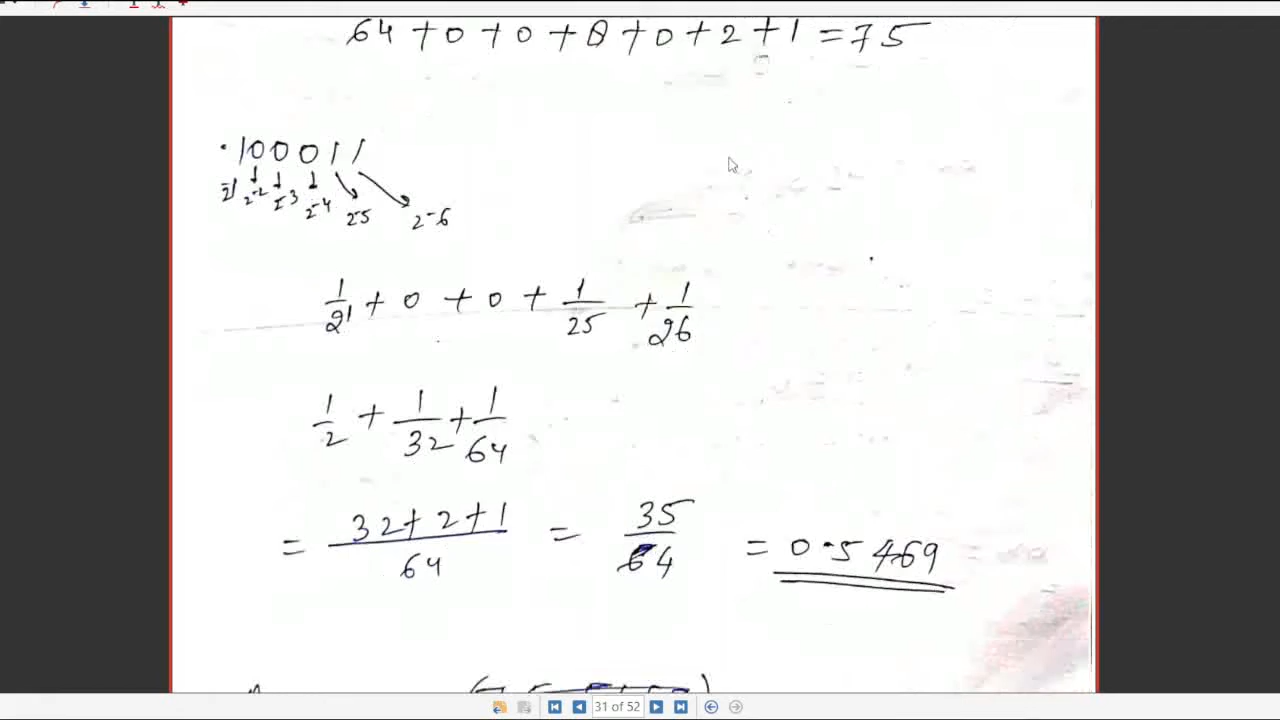 64 + 0 + 0 + 8 + 0 + 2 + 1 = 75
.100011
2-1 2-2 2-3 2-4 2-5 2-6
1/21 + 0 + 0 + 1/25 + 1/26
1/2 + 1/32 + 1/64
= 32+2+1/64 = 35/64 = 0.5469
31 of 52